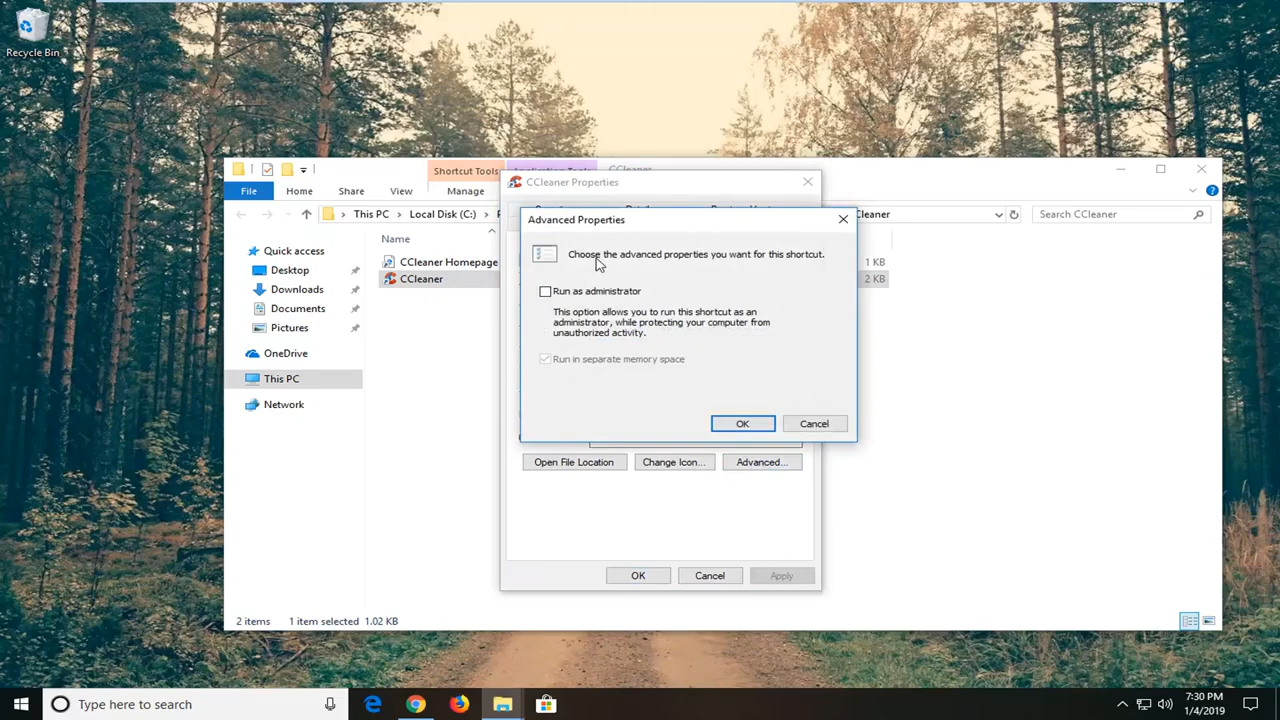 Recycle Bin
Shortcut Tools
CCleaner
File
Home
Share
View
Manage
This PC
Local Disk (C:)
Cleaner
Search CCleaner
Quick access
Desktop
Downloads
Documents
Pictures
OneDrive
This PC
Network
Name
CCleaner Homepage
1 KB
CCleaner
2 KB
CCleaner Properties
Advanced Properties
Choose the advanced properties you want for this shortcut.
Run as administrator
This option allows you to run this shortcut as an
administrator, while protecting your computer from
unauthorized activity.
Run in separate memory space
OK
Cancel
Open File Location
Change Icon...
Advanced...
OK
Cancel
Apply
2 items
1 item selected 1.02 KB
Type here to search
7:30 PM
1/4/2019